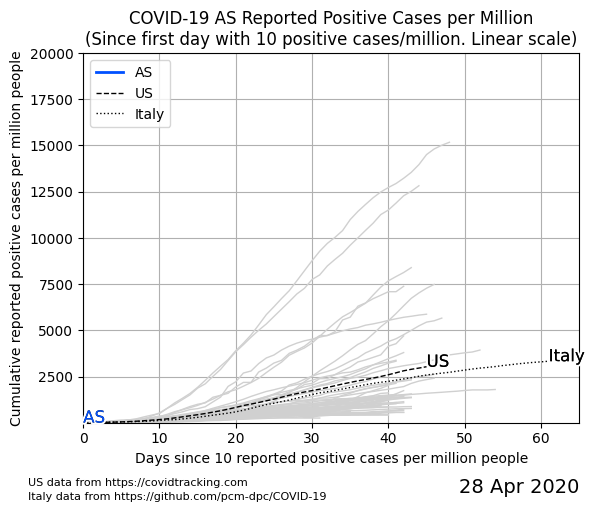 COVID-19 AS Reported Positive Cases per Million
(Since first day with 10 positive cases/million. Linear scale)
AS
US
Italy
Cumulative reported positive cases per million people
20000
17500
15000
12500
10000
7500
5000
2500
US
Italy
AS
0 10 20 30 40 50 60
Days since 10 reported positive cases per million people
US data from https://covidtracking.com
Italy data from https://github.com/pcm-dpc/COVID-19
28 Apr 2020